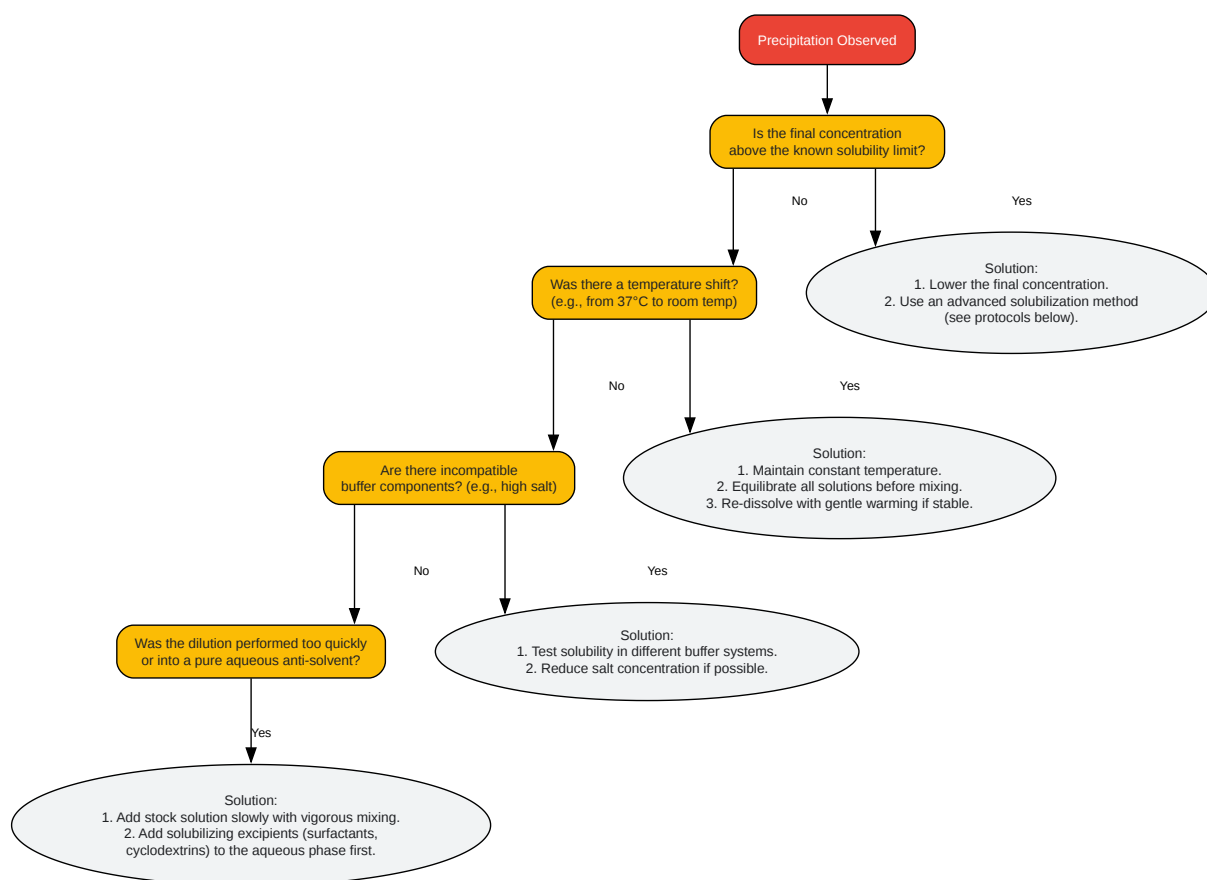 Precipitation Observed
Is the final concentration
above the known solubility limit?
No
Yes
Solution:
1. Lower the final concentration.
2. Use an advanced solubilization method
(see protocols below).
Was there a temperature shift?
(e.g., from 37°C to room temp)
No
Yes
Solution:
1. Maintain constant temperature.
2. Equilibrate all solutions before mixing.
3. Re-dissolve with gentle warming if stable.
Are there incompatible
buffer components? (e.g., high salt)
No
Yes
Solution:
1. Test solubility in different buffer systems.
2. Reduce salt concentration if possible.
Was the dilution performed too quickly
or into a pure aqueous anti-solvent?
Yes
Solution:
1. Add stock solution slowly with vigorous mixing.
2. Add solubilizing excipients (surfactants,
cyclodextrins) to the aqueous phase first.